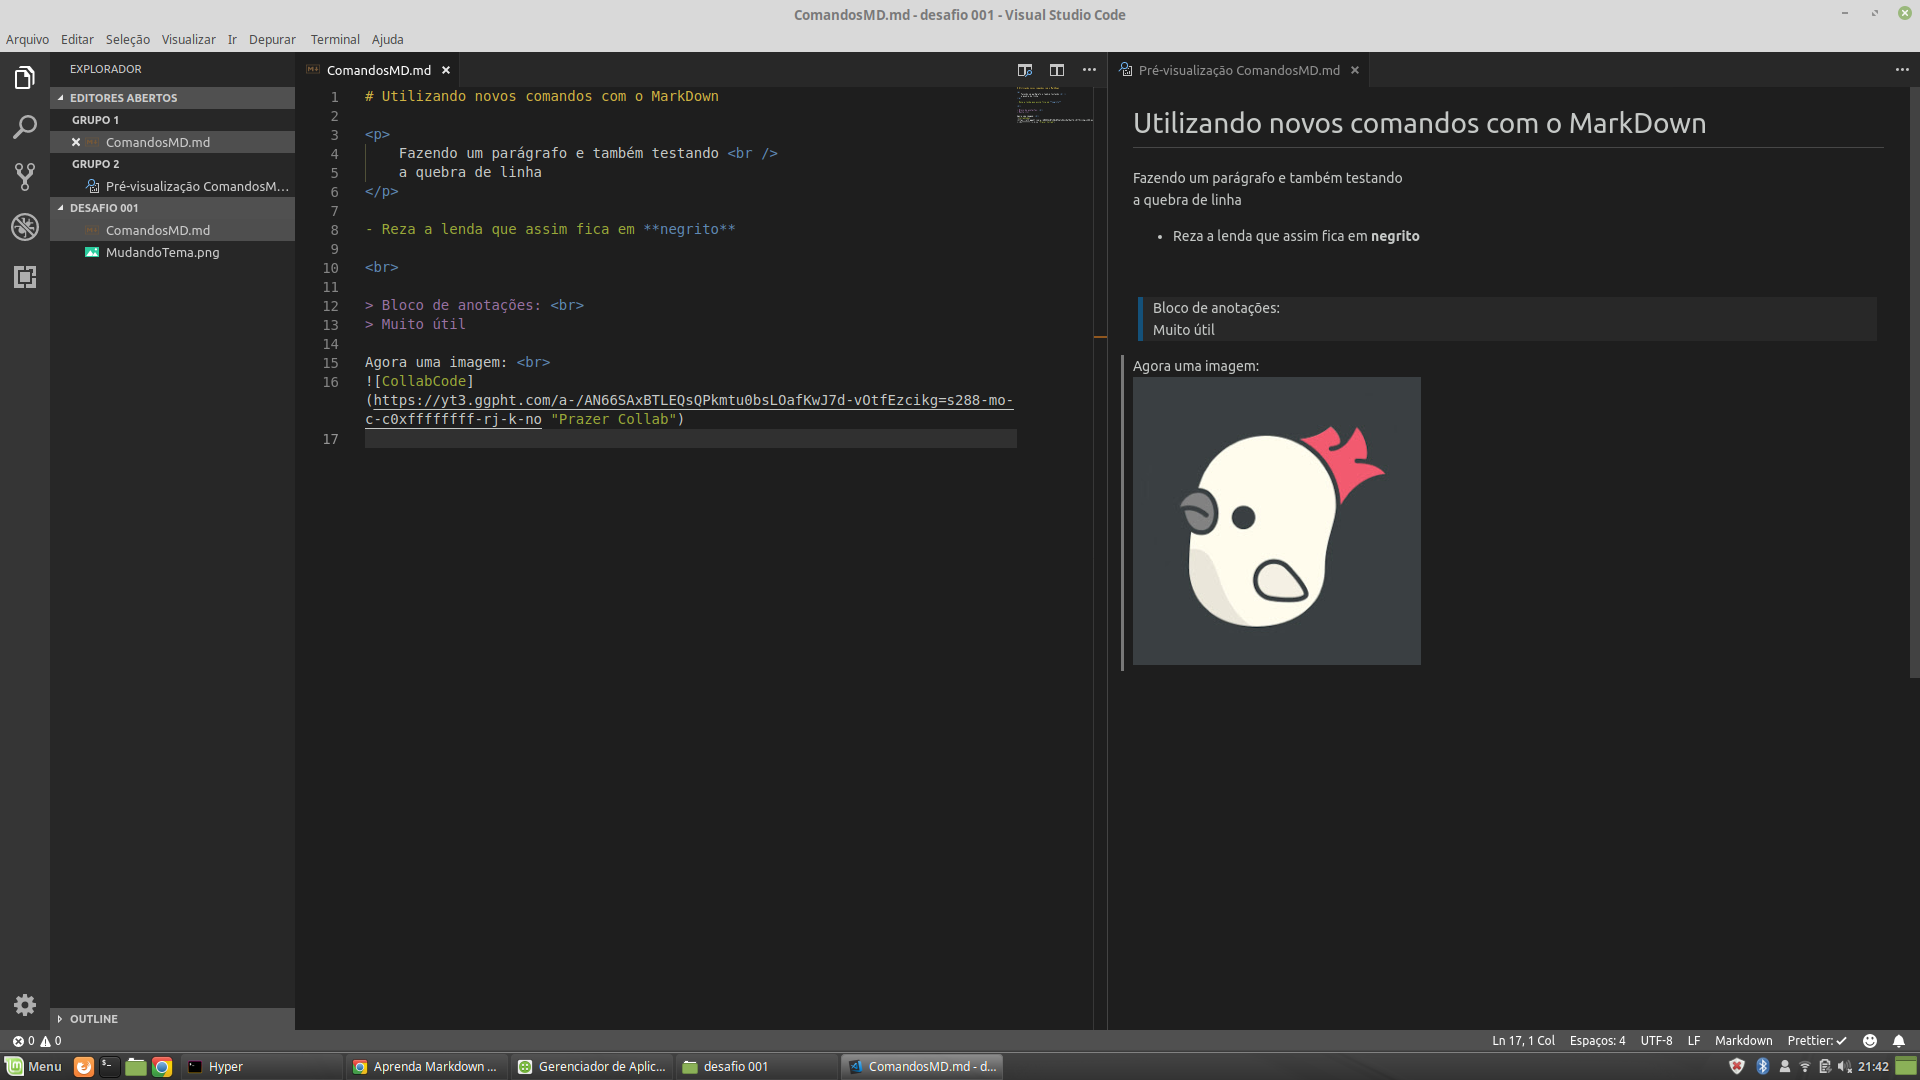 ComandosMD.md - desafio 001 - Visual Studio Code
Arquivo Editar Seleção Visualizar Ir Depurar Terminal Ajuda
EXPLORADOR
EDITORES ABERTOS
GRUPO 1
ComandosMD.md
GRUPO 2
Pré-visualização ComandosM...
DESAFIO 001
ComandosMD.md
MudandoTema.png
OUTLINE
ComandosMD.md
1 # Utilizando novos comandos com o MarkDown
2
3 <p>
4 Fazendo um parágrafo e também testando <br />
5 a quebra de linha
6 </p>
7
8 - Reza a lenda que assim fica em **negrito**
9
10 <br>
11
12 > Bloco de anotações: <br>
13 > Muito útil
14
15 Agora uma imagem: <br>
16 ![CollabCode]
(https://yt3.ggpht.com/a-/AN66SAxBTLEQsQPkmtu0bsLOafKwJ7d-vOtfEzcikg=s288-mo-
c-c0xffffffff-rj-k-no "Prazer Collab")
17
Pré-visualização ComandosMD.md
Utilizando novos comandos com o MarkDown
Fazendo um parágrafo e também testando
a quebra de linha
• Reza a lenda que assim fica em negrito
Bloco de anotações:
Muito útil
Agora uma imagem:
0 0 Ln 17, 1 Col Espaços: 4 UTF-8 LF Markdown Prettier: ✓
Menu Hyper Aprenda Markdown ... Gerenciador de Aplic... desafio 001 ComandosMD.md - d... 21:42